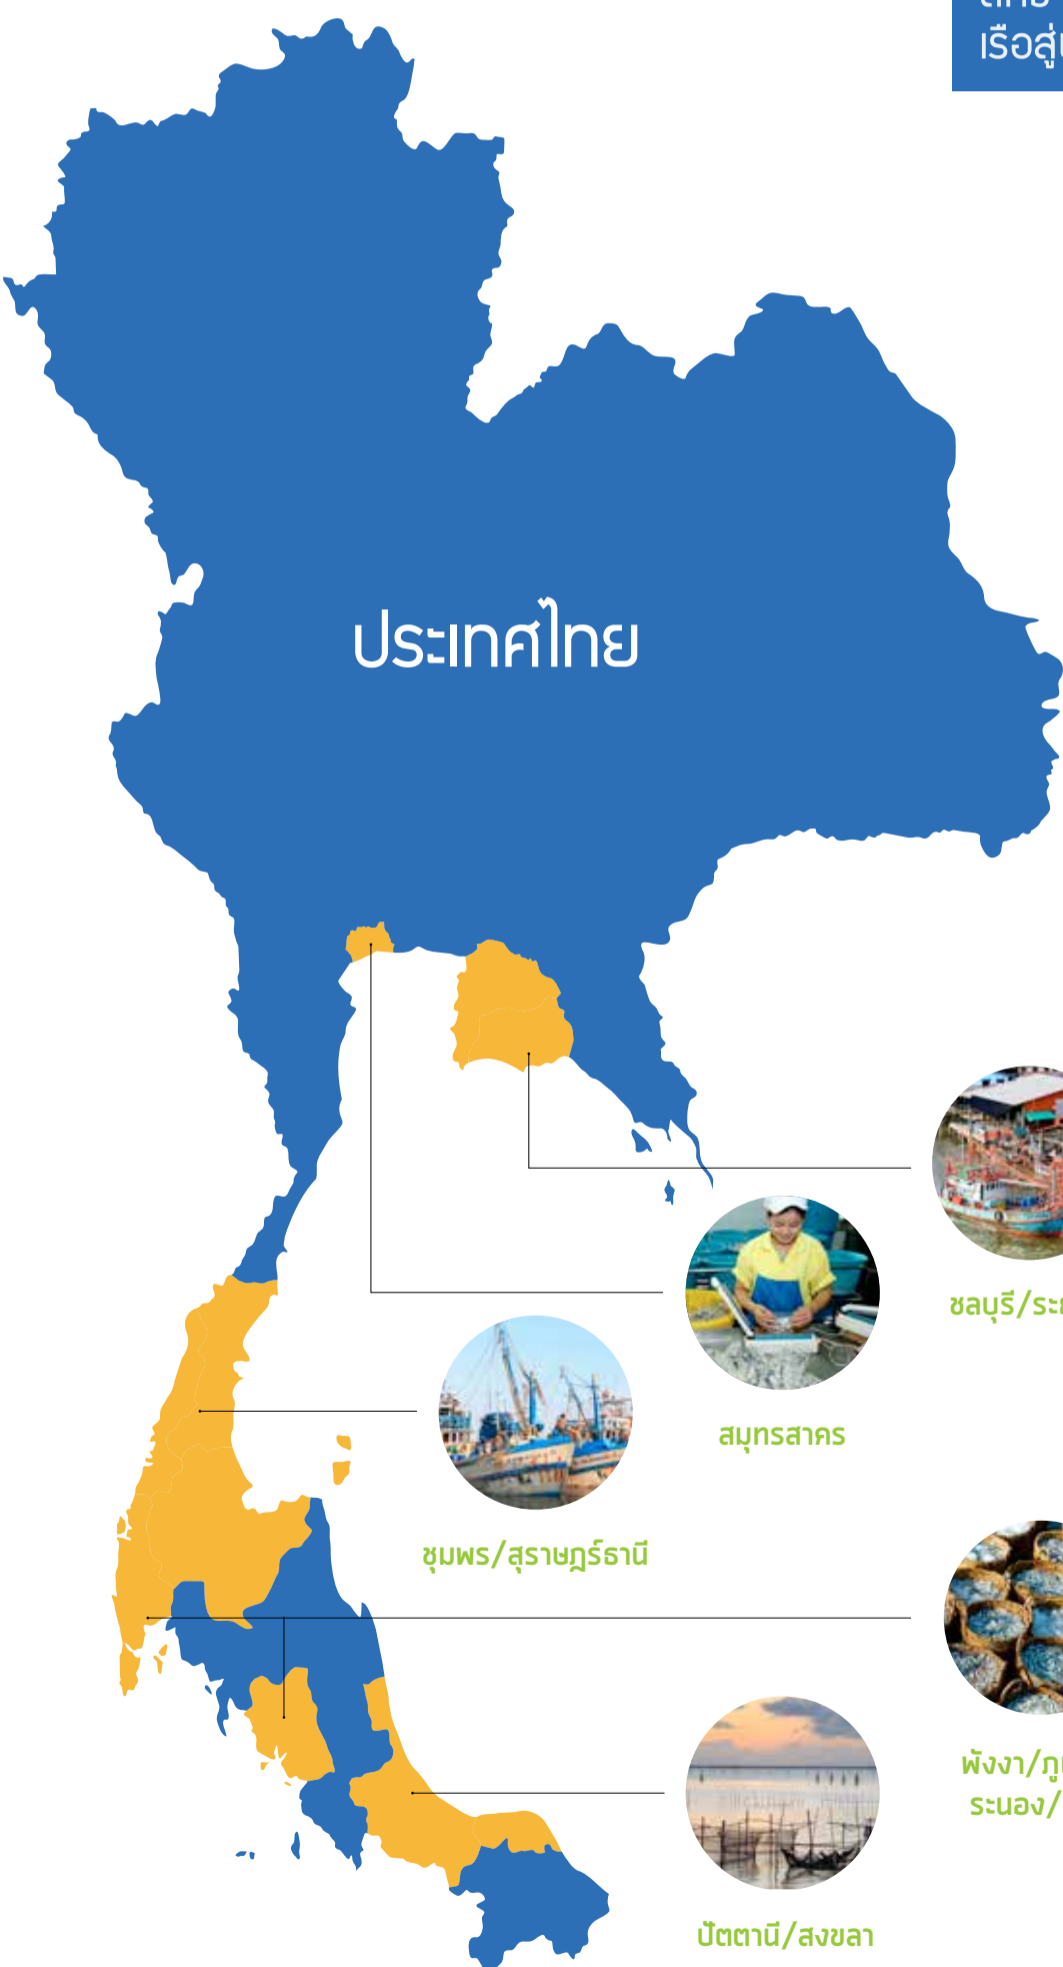 เรือสู่
ประเทศไทย
ชลบุรี/
สมุทรสาคร
ชุมพร/สุราษฎร์ธานี
พังงา/
ระนอง/
ปัตตานี/สงขลา